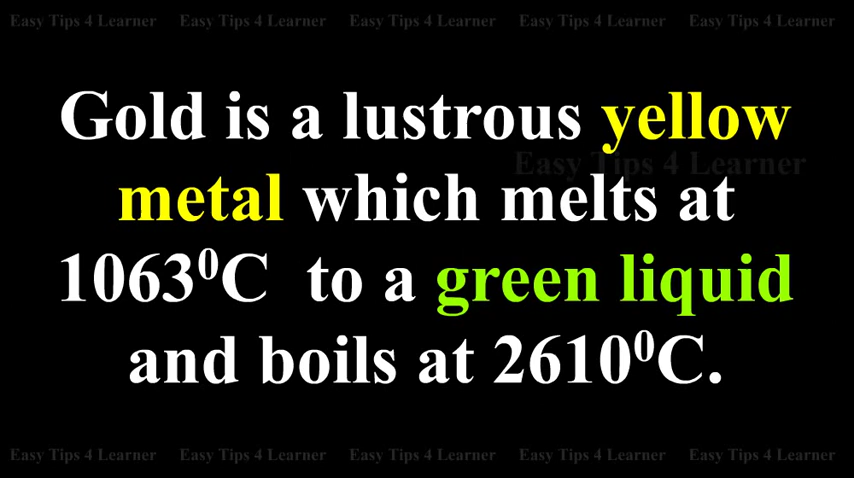 Easy Tips 4 Learner Easy Tips 4 Learner Easy Tips 4 Learner Easy Tips 4 Learner Easy Tips 4 Learner
Gold is a lustrous yellow
Easy Tips 4 Learner
metal which melts at
1063⁰C to a green liquid
and boils at 2610⁰C.
Easy Tips 4 Learner Easy Tips 4 Learner Easy Tips 4 Learner Easy Tips 4 Learner Easy Tips 4 Learner